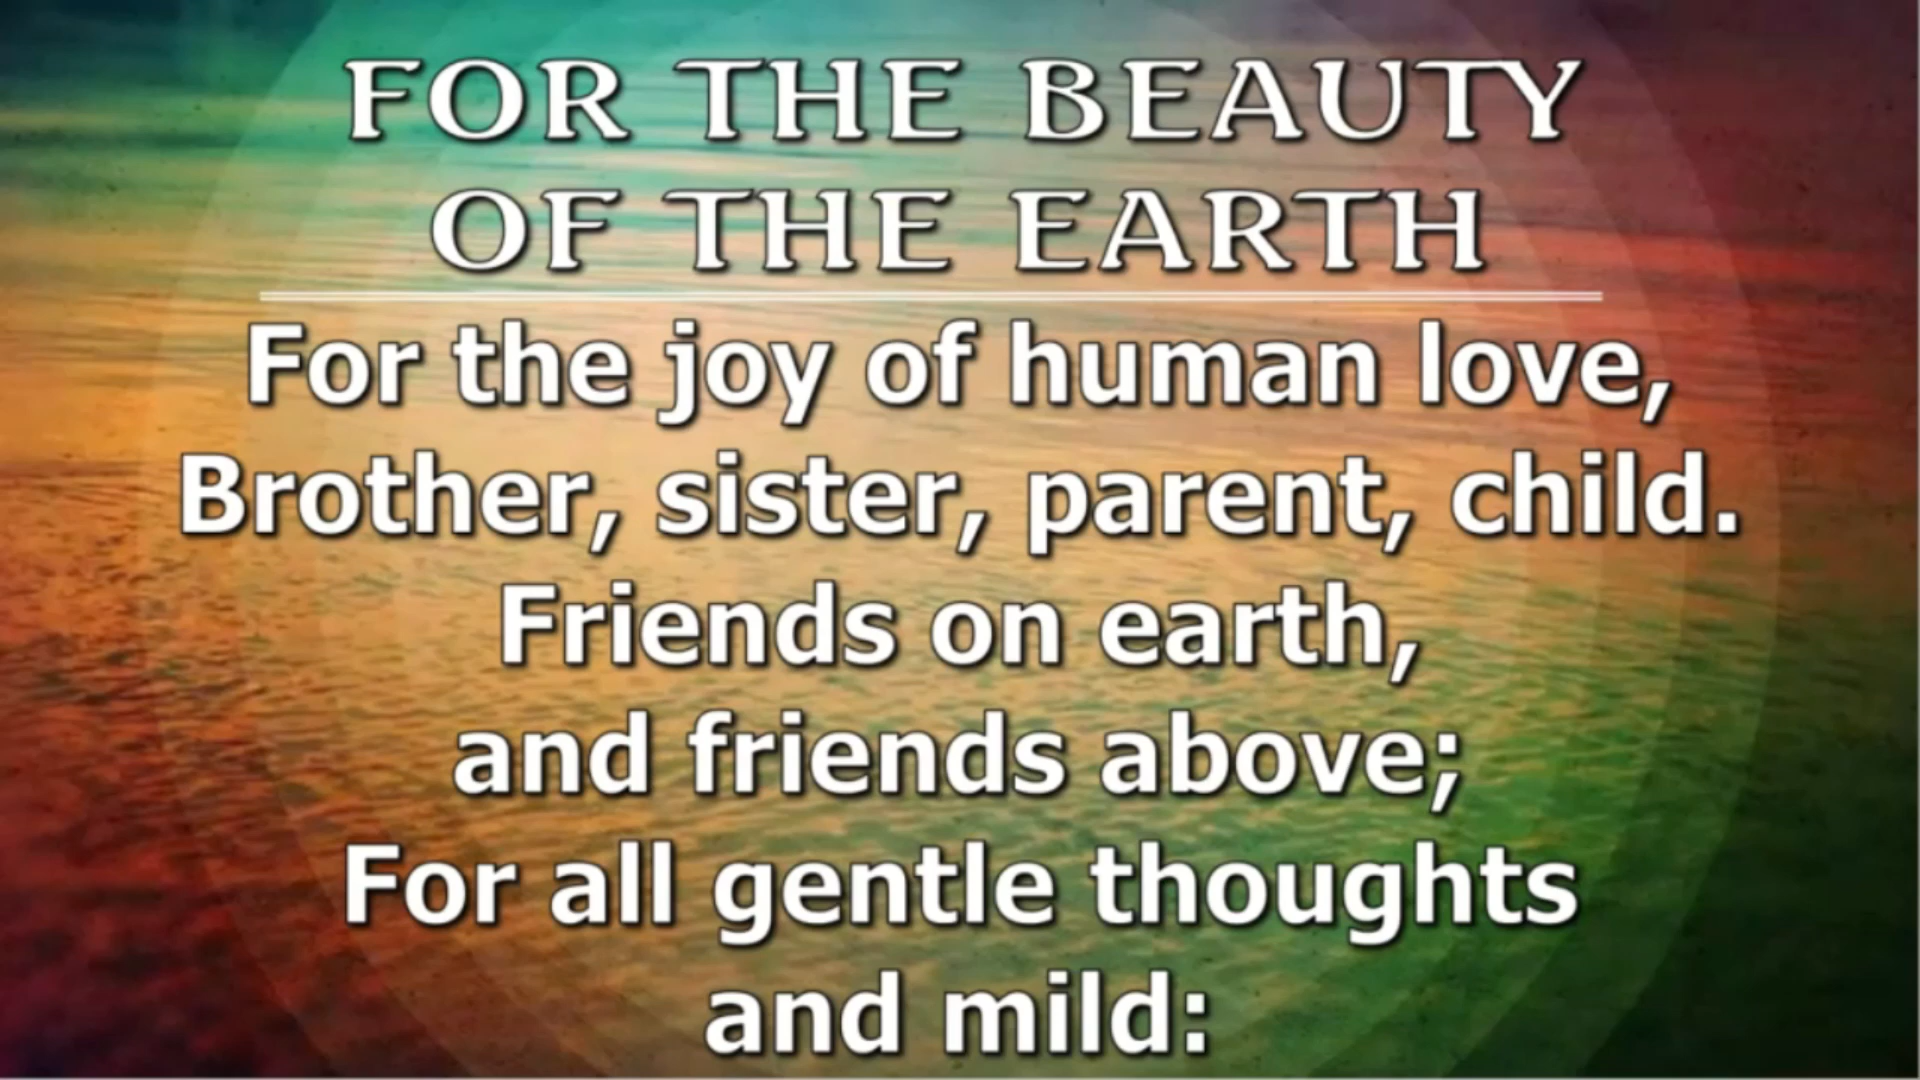 FOR THE BEAUTY
OF THE EARTH
For the joy of human love,
Brother, sister, parent, child.
Friends on earth,
and friends above;
For all gentle thoughts
and mild: